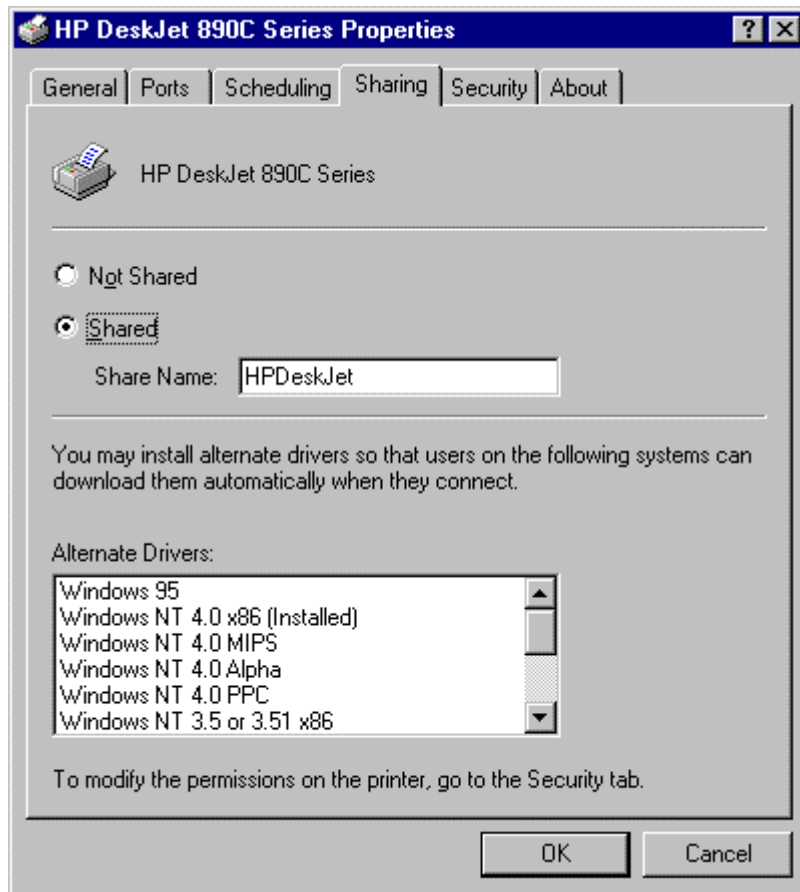 HP DeskJet 890C Series Properties
General Ports Scheduling Sharing Security About
HP DeskJet 890C Series
Not Shared
Shared
Share Name: HPDeskJet
You may install alternate drivers so that users on the following systems can
download them automatically when they connect.
Alternate Drivers:
Windows 95
Windows NT 4.0 x86 (Installed)
Windows NT 4.0 MIPS
Windows NT 4.0 Alpha
Windows NT 4.0 PPC
Windows NT 3.5 or 3.51 x86
To modify the permissions on the printer, go to the Security tab.
OK Cancel